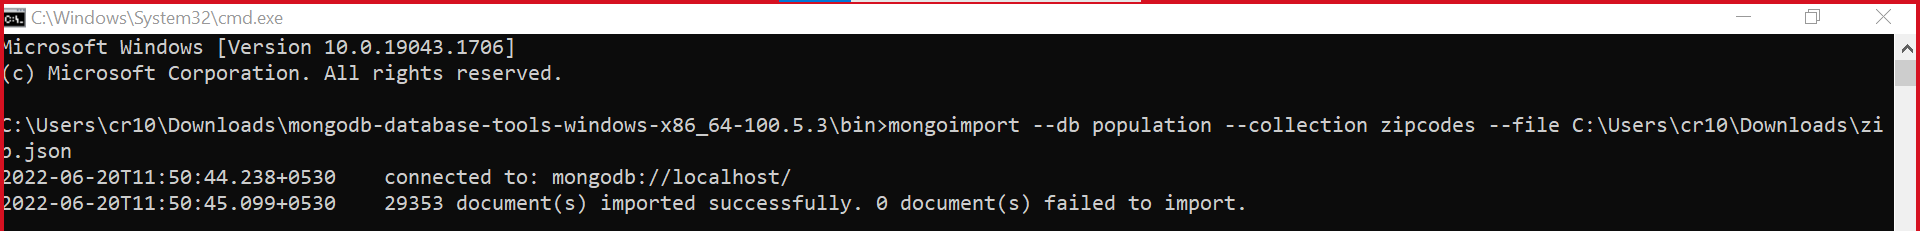 C:\Windows\System32\cmd.exe
Microsoft Windows [Version 10.0.19043.1706]
(c) Microsoft Corporation. All rights reserved.
C:\Users\cr10\Downloads\mongodb-database-tools-windows-x86_64-100.5.3\bin>mongoimport --db population --collection zipcodes --file C:\Users\cr10\Downloads\zi
p.json
2022-06-20T11:50:44.238+0530    connected to: mongodb://localhost/
2022-06-20T11:50:45.099+0530    29353 document(s) imported successfully. 0 document(s) failed to import.